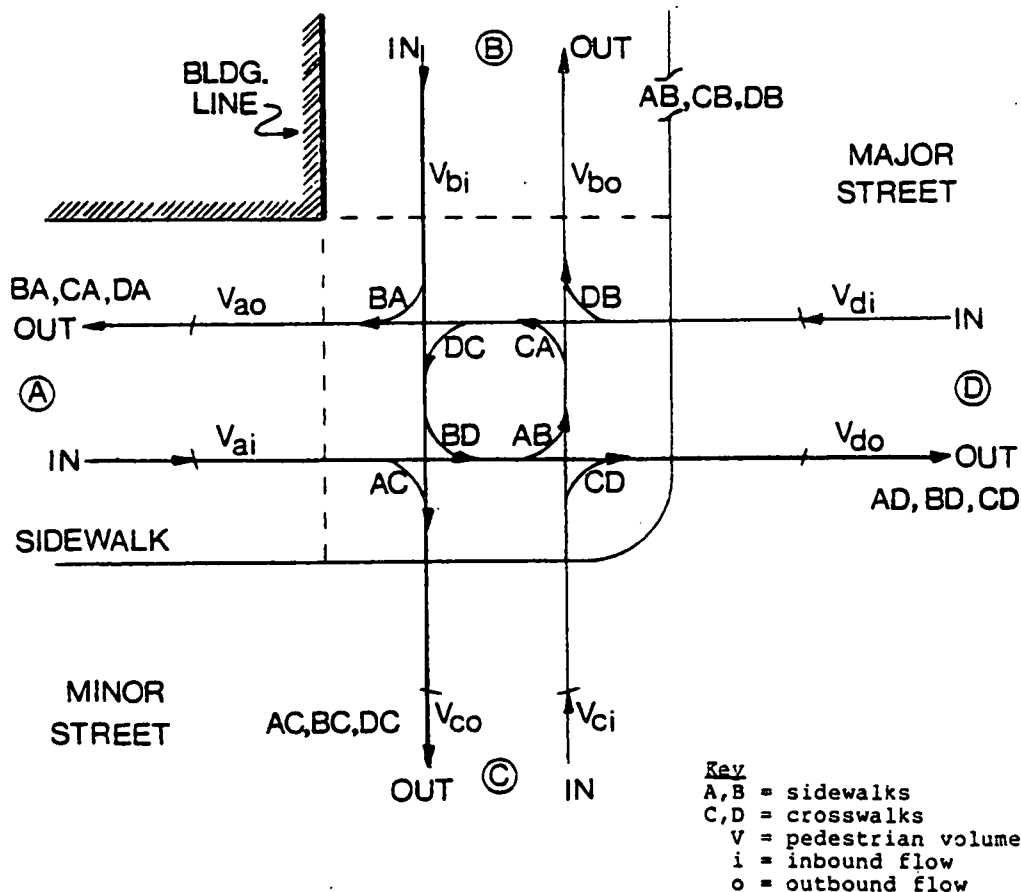 IN
Ⓑ
OUT
BLDG.
LINE
AB, CB, DB
MAJOR
STREET
Vbi
Vbo
BA, CA, DA
OUT
Vao
BA
DB
Vdi
IN
DC
CA
Ⓐ
Ⓓ
IN
Vai
BD
AB
Vdo
OUT
AC
CD
AD, BD, CD
SIDEWALK
MINOR
STREET
AC, BC, DC
Vco
Vci
OUT
Ⓒ
IN
Key
A,B = sidewalks
C,D = crosswalks
V = pedestrian volume
i = inbound flow
o = outbound flow